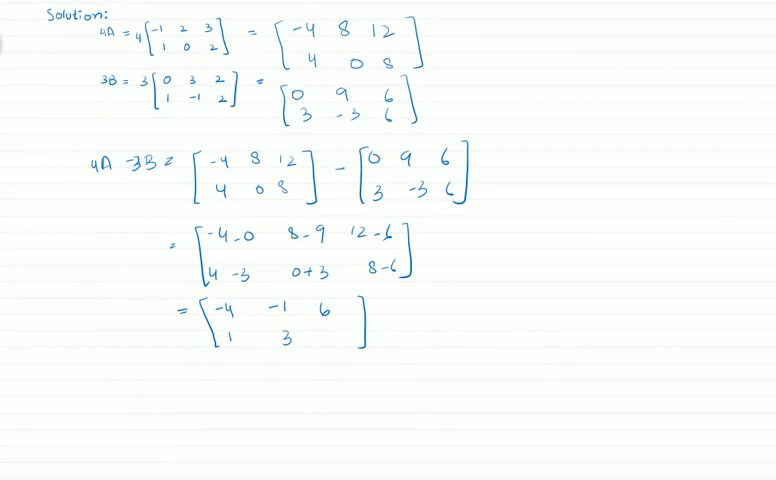 Solution:
4A = 4 [ -1 2 3 ] = [ -4 8 12 ]
1 0 2 4 0 8
3B = 3 [ 0 3 2 ] = [ 0 9 6 ]
1 -1 2 3 -3 6
4A - 3B = [ -4 8 12 ] - [ 0 9 6 ]
4 0 8 3 -3 6
= [ -4-0 8-9 12-6 ]
4-3 0+3 8-6
= [ -4 -1 6 ]
1 3